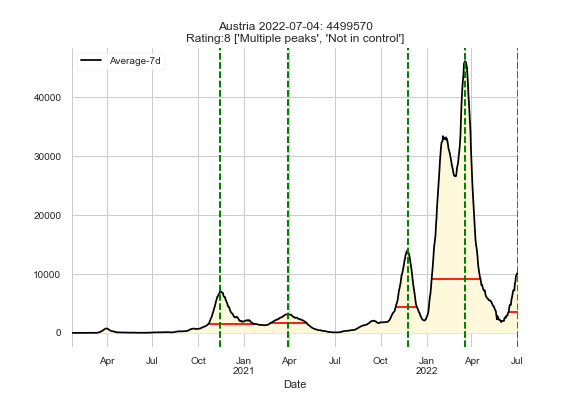 Austria 2022-07-04: 4499570
Rating:8 ['Multiple peaks', 'Not in control']
Average-7d
40000
30000
20000
10000
0
Apr Jul Oct Jan Apr Jul Oct Jan Apr Jul
2021 2022
Date